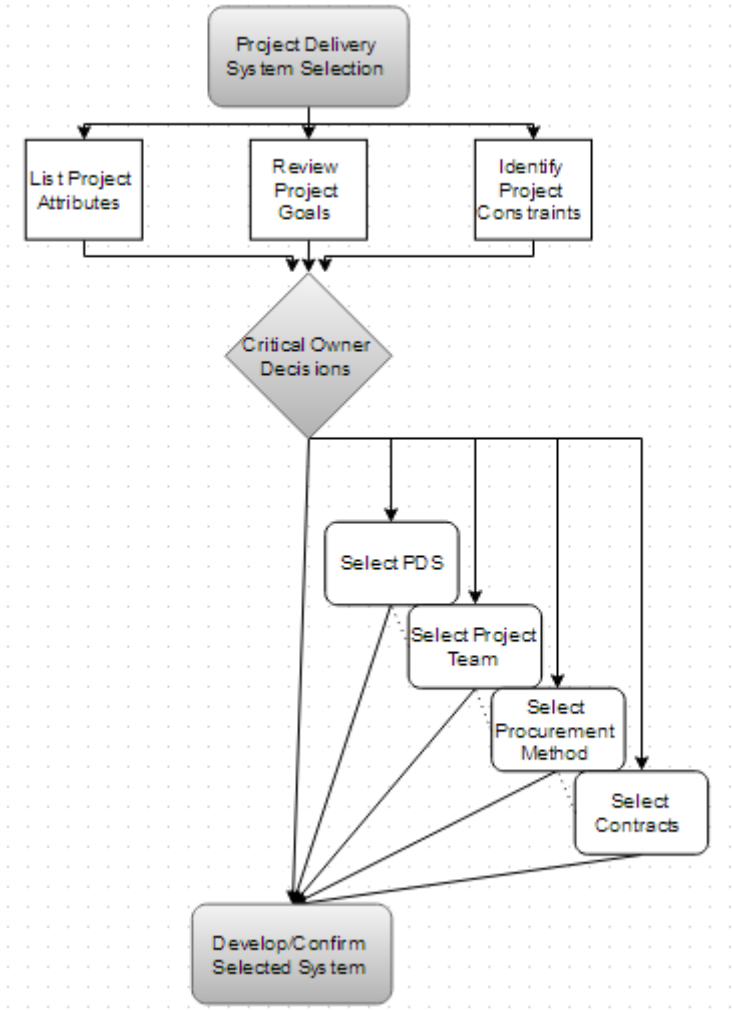 Project Delivery
System Selection
List Project
Attributes
Review
Project
Goals
Identify
Project
Constraints
Critical Owner
Decisions
Select PDS
Select Project
Team
Select
Procurement
Method
Select
Contracts
Develop/Confirm
Selected System